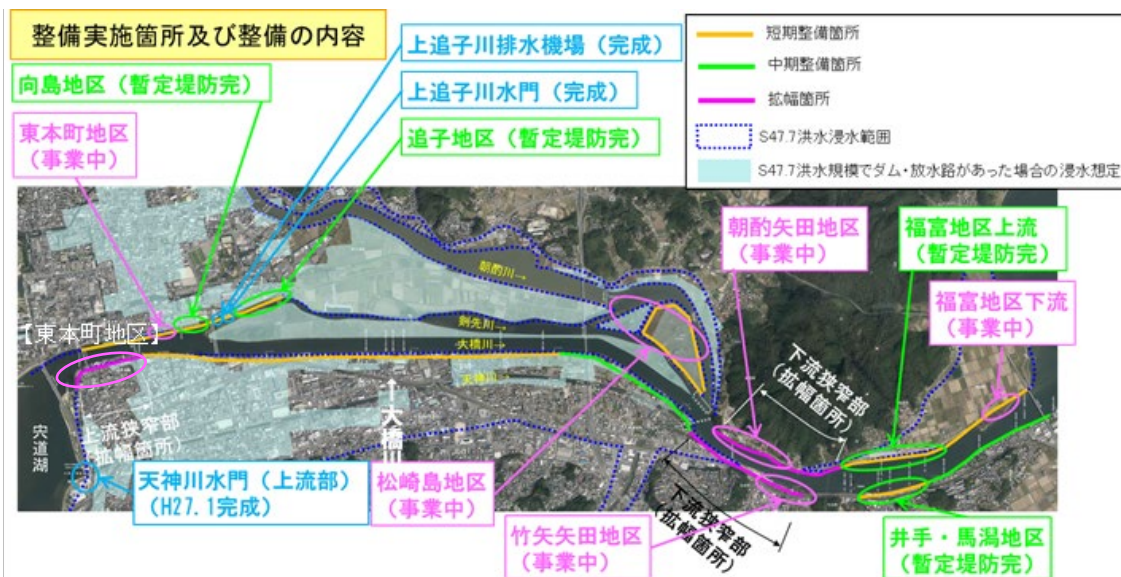 整備実施箇所及び整備の内容
上追子川排水機場（完成）
上追子川水門（完成）
追子地区（暫定堤防完）
向島地区（暫定堤防完）
東本町地区
（事業中）
短期整備箇所
中期整備箇所
拡幅箇所
S47.7洪水浸水範囲
S47.7洪水規模でダム・放水路があった場合の浸水想定
朝酌矢田地区
（事業中）
福富地区上流
（暫定堤防完）
福富地区下流
（事業中）
朝酌川→
剣先川→
大橋川→
天神川→
【東本町地区】
宍道湖
上流狭窄部
（拡幅箇所）
←大橋川
下流狭窄部
（拡幅箇所）
天神川水門（上流部）
（H27.1完成）
松崎島地区
（事業中）
竹矢矢田地区
（事業中）
下流狭窄部
（拡幅箇所）
井手・馬潟地区
（暫定堤防完）